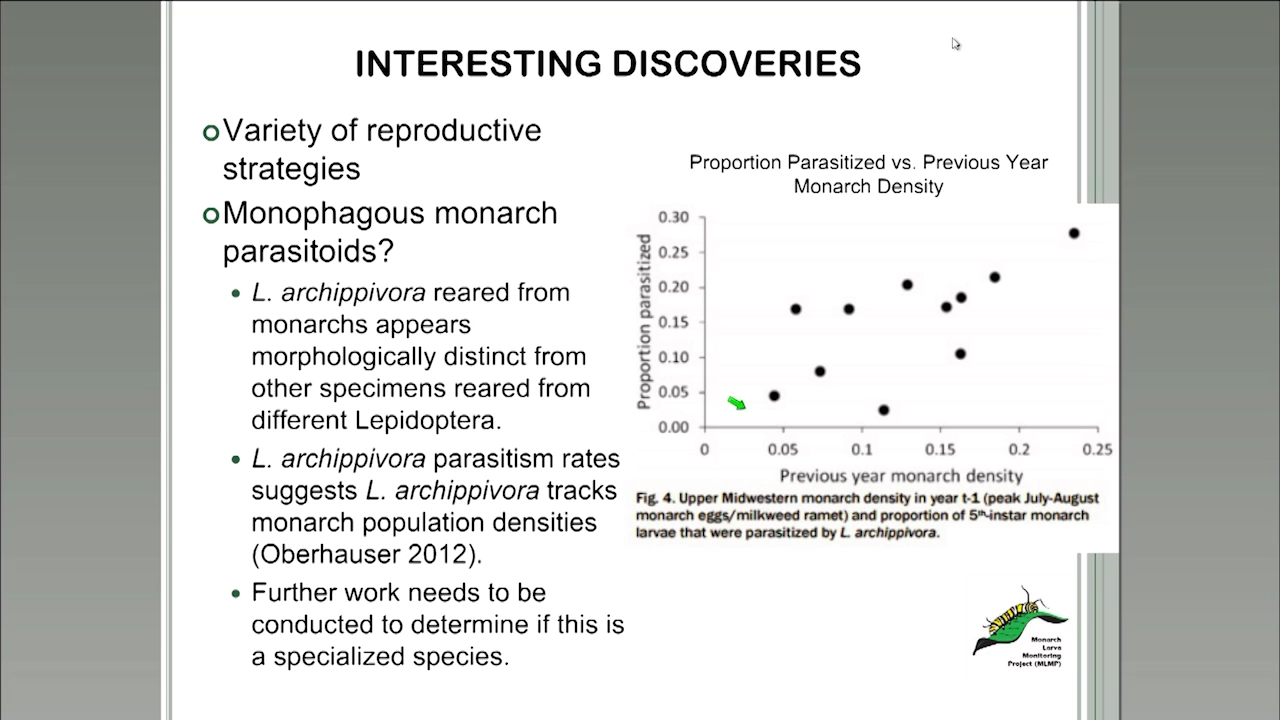 INTERESTING DISCOVERIES
Variety of reproductive
strategies
Monophagous monarch
parasitoids?
L. archippivora reared from
monarchs appears
morphologically distinct from
other specimens reared from
different Lepidoptera.
L. archippivora parasitism rates
suggests L. archippivora tracks
monarch population densities
(Oberhauser 2012).
Further work needs to be
conducted to determine if this is
a specialized species.
Proportion Parasitized vs. Previous Year
Monarch Density
Proportion parasitized
0.30
0.25
0.20
0.15
0.10
0.05
0.00
0 0.05 0.1 0.15 0.2 0.25
Previous year monarch density
Fig. 4. Upper Midwestern monarch density in year t-1 (peak July-August
monarch eggs/milkweed ramet) and proportion of 5th-instar monarch
larvae that were parasitized by L. archippivora.
Monarch
Larva
Monitoring
Project (MLMP)